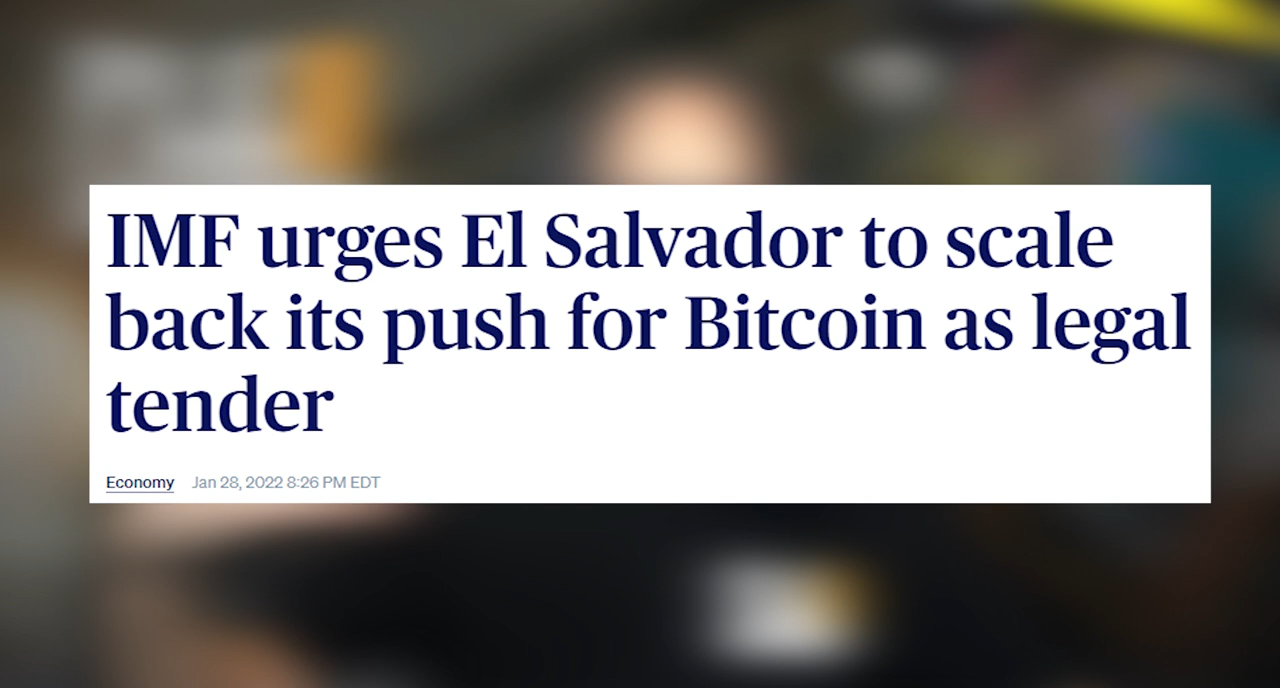 IMF urges El Salvador to scale
back its push for Bitcoin as legal
tender
Economy Jan 28, 2022 8:26 PM EDT